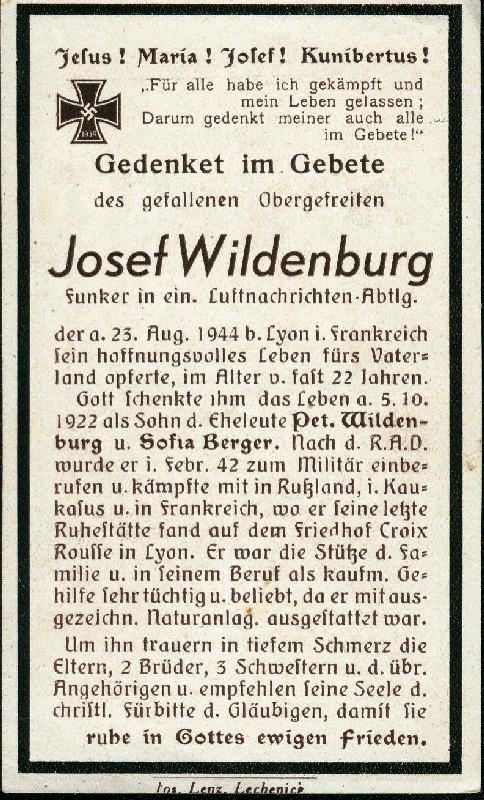 Jesus! Maria! Josef! Kunibertus!
„Für alle habe ich gekämpft und
mein Leben gelassen;
Darum gedenkt meiner auch alle
im Gebete!“
1939
Gedenket im Gebete
des gefallenen Obergefreiten
Josef Wildenburg
Funker in ein. Luftnachrichten-Abtlg.
der a. 23. Aug. 1944 b. Lyon i. Frankreich
sein hoffnungsvolles Leben fürs Vater-
land opferte, im Alter v. fast 22 Jahren.
Gott schenkte ihm das Leben a. 5. 10.
1922 als Sohn d. Eheleute Pet. Wilden-
burg u. Sofia Berger. Nach d. R.A.D.
wurde er i. Febr. 42 zum Militär einbe-
rufen u. kämpfte mit in Rußland, i. Kau-
kasus u. in Frankreich, wo er seine letzte
Ruhestätte fand auf dem Friedhof Croix
Rousse in Lyon. Er war die Stütze d. Fa-
milie u. in seinem Beruf als kaufm. Ge-
hilfe sehr tüchtig u. beliebt, da er mit aus-
gezeichn. Naturanlag. ausgestattet war.
Um ihn trauern in tiefem Schmerz die
Eltern, 2 Brüder, 3 Schwestern u. d. übr.
Angehörigen u. empfehlen seine Seele d.
christl. Fürbitte d. Gläubigen, damit sie
ruhe in Gottes ewigen Frieden.
Jos. Lenz, Lechenich